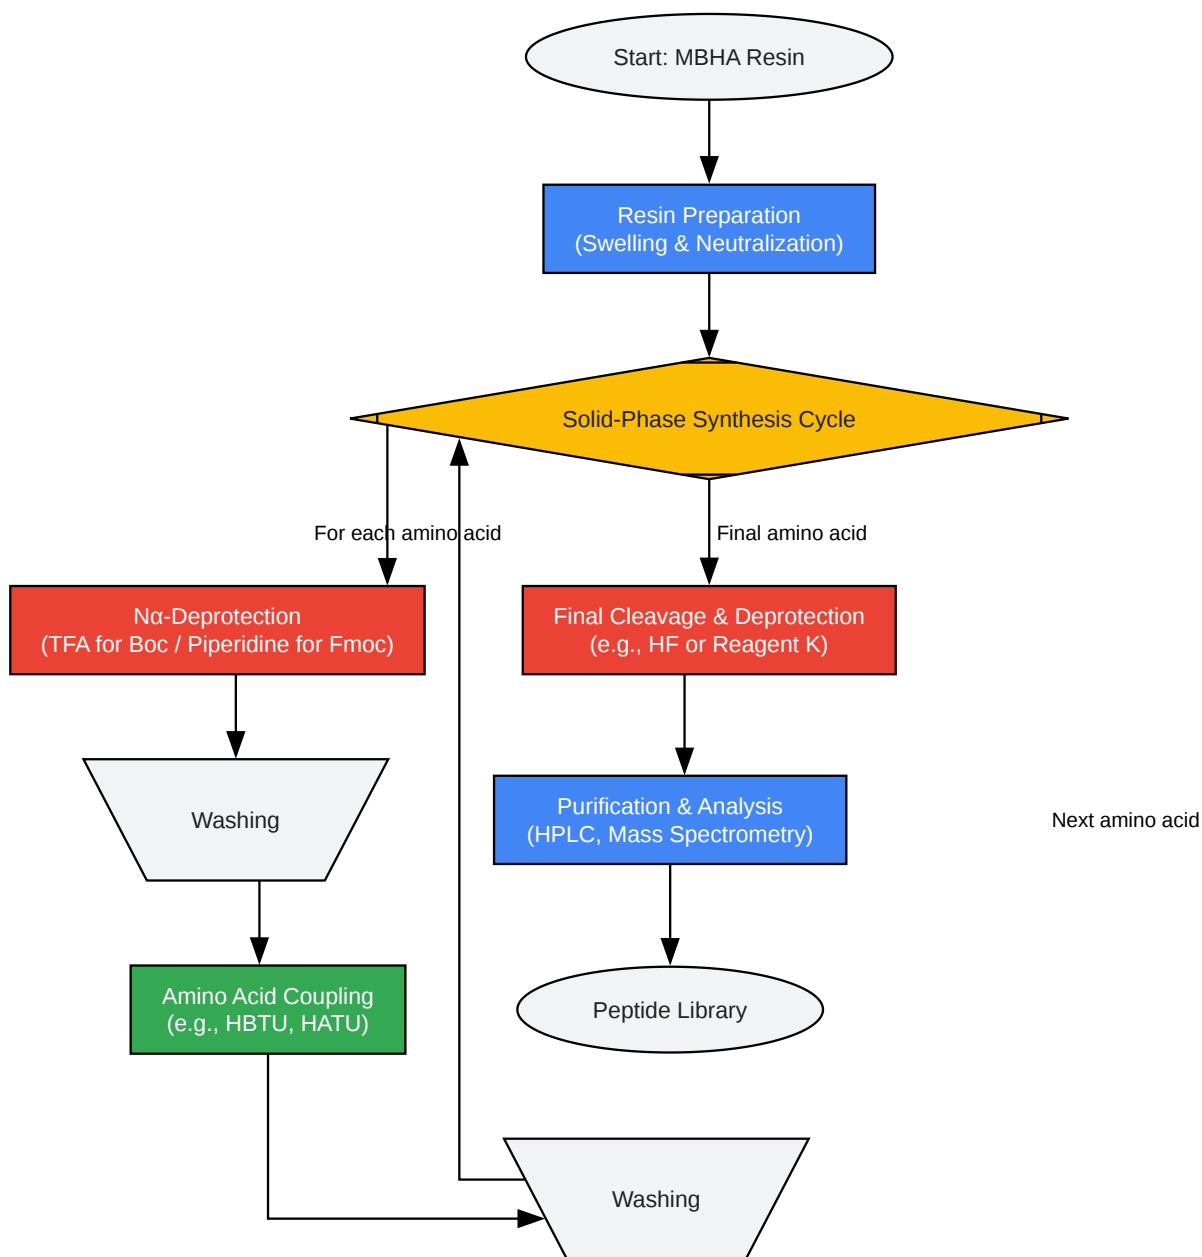 Start: MBHA Resin
Resin Preparation
(Swelling & Neutralization)
Solid-Phase Synthesis Cycle
For each amino acid
Final amino acid
Nα-Deprotection
(TFA for Boc / Piperidine for Fmoc)
Final Cleavage & Deprotection
(e.g., HF or Reagent K)
Washing
Purification & Analysis
(HPLC, Mass Spectrometry)
Next amino acid
Amino Acid Coupling
(e.g., HBTU, HATU)
Peptide Library
Washing